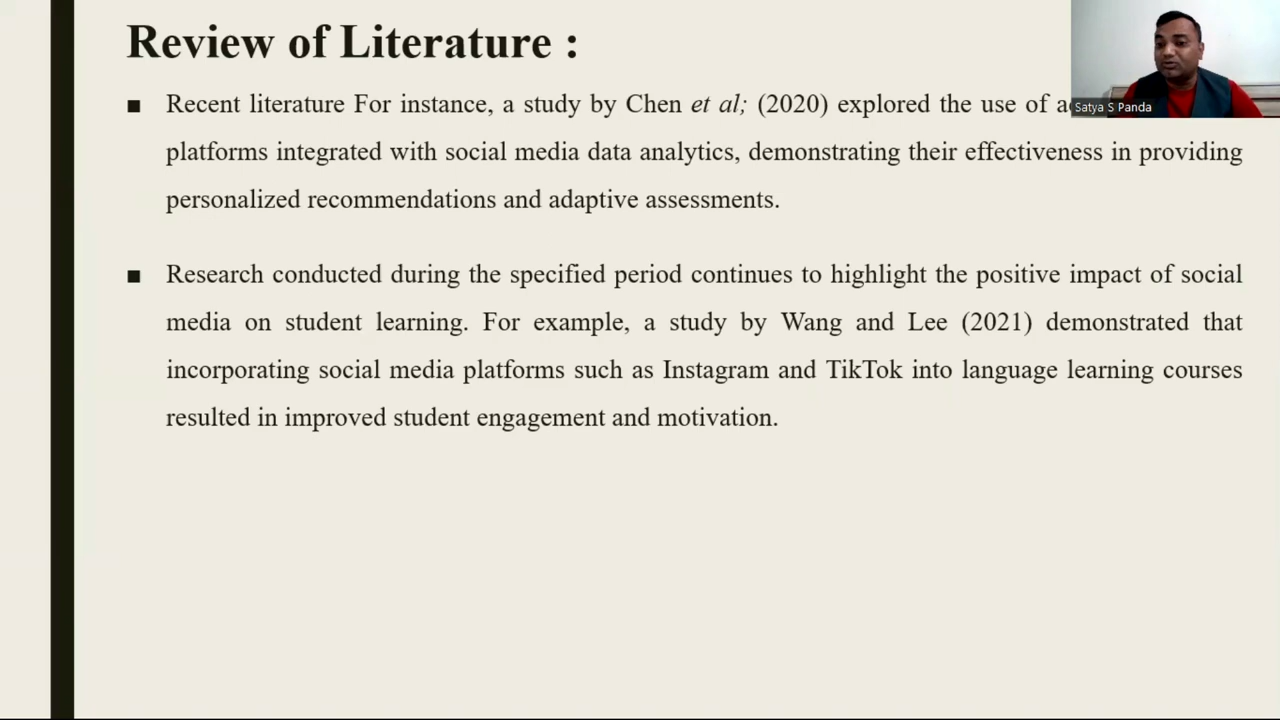 Review of Literature :
Satya S Panda
■ Recent literature For instance, a study by Chen et al; (2020) explored the use of
platforms integrated with social media data analytics, demonstrating their effectiveness in providing
personalized recommendations and adaptive assessments.
■ Research conducted during the specified period continues to highlight the positive impact of social
media on student learning. For example, a study by Wang and Lee (2021) demonstrated that
incorporating social media platforms such as Instagram and TikTok into language learning courses
resulted in improved student engagement and motivation.